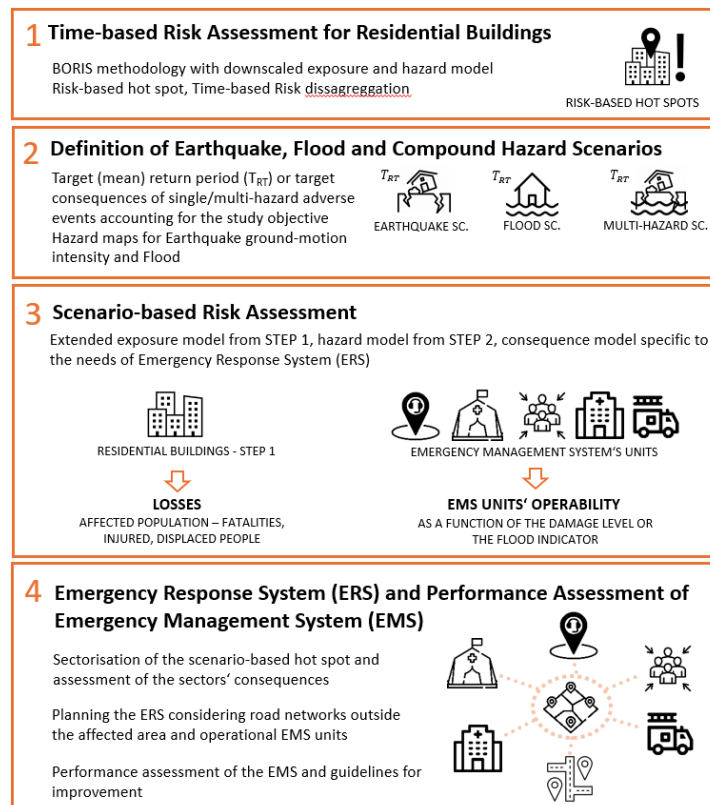 1 Time-based Risk Assessment for Residential Buildings
BORIS methodology with downscaled exposure and hazard model
Risk-based hot spot, Time-based Risk dissagreggation
RISK-BASED HOT SPOTS
2 Definition of Earthquake, Flood and Compound Hazard Scenarios
Target (mean) return period (T_RT) or target
consequences of single/multi-hazard adverse
events accounting for the study objective
Hazard maps for Earthquake ground-motion
intensity and Flood
T_RT
EARTHQUAKE SC.
T_RT
FLOOD SC.
T_RT
MULTI-HAZARD SC.
3 Scenario-based Risk Assessment
Extended exposure model from STEP 1, hazard model from STEP 2, consequence model specific to
the needs of Emergency Response System (ERS)
RESIDENTIAL BUILDINGS - STEP 1
LOSSES
AFFECTED POPULATION – FATALITIES,
INJURED, DISPLACED PEOPLE
EMERGENCY MANAGEMENT SYSTEM'S UNITS
EMS UNITS‘ OPERABILITY
AS A FUNCTION OF THE DAMAGE LEVEL OR
THE FLOOD INDICATOR
4 Emergency Response System (ERS) and Performance Assessment of
Emergency Management System (EMS)
Sectorisation of the scenario-based hot spot and
assessment of the sectors‘ consequences
Planning the ERS considering road networks outside
the affected area and operational EMS units
Performance assessment of the EMS and guidelines for
improvement